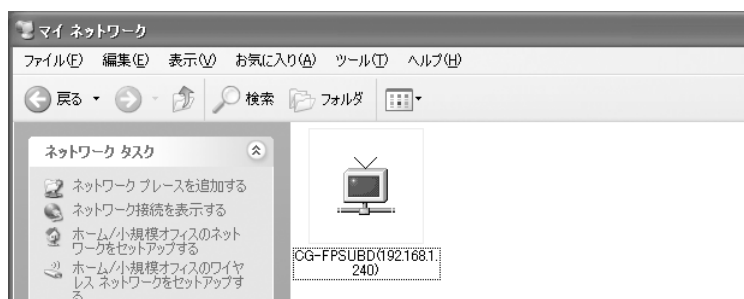 マイ ネットワーク
ファイル(F) 編集(E) 表示(V) お気に入り(A) ツール(T) ヘルプ(H)
戻る 検索 フォルダ
ネットワーク タスク
ネットワーク プレースを追加する
ネットワーク接続を表示する
ホーム/小規模オフィスのネット
ワークをセットアップする
ホーム/小規模オフィスのワイヤ
レス ネットワークをセットアップす
る
CG-FPSUBD(192.168.1.
240)